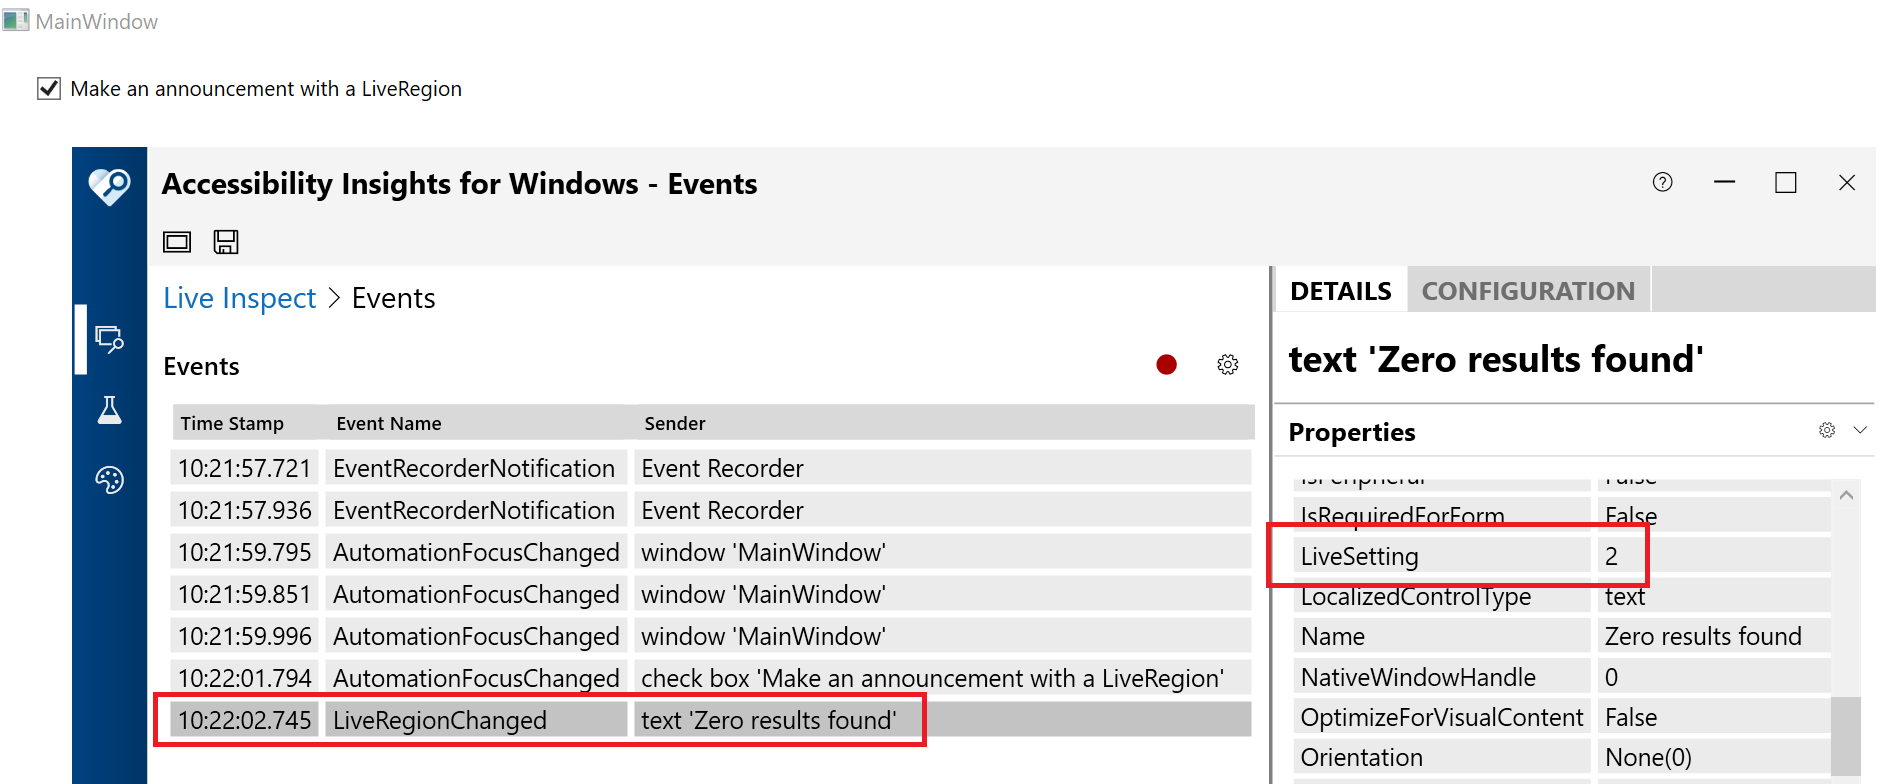 MainWindow
Make an announcement with a LiveRegion
Accessibility Insights for Windows - Events
Live Inspect > Events
Events
Time Stamp Event Name Sender
10:21:57.721 EventRecorderNotification Event Recorder
10:21:57.936 EventRecorderNotification Event Recorder
10:21:59.795 AutomationFocusChanged window 'MainWindow'
10:21:59.851 AutomationFocusChanged window 'MainWindow'
10:21:59.996 AutomationFocusChanged window 'MainWindow'
10:22:01.794 AutomationFocusChanged check box 'Make an announcement with a LiveRegion'
10:22:02.745 LiveRegionChanged text 'Zero results found'
DETAILS CONFIGURATION
text 'Zero results found'
Properties
IsPeripheral False
IsRequiredForForm False
LiveSetting 2
LocalizedControlType text
Name Zero results found
NativeWindowHandle 0
OptimizeForVisualContent False
Orientation None(0)